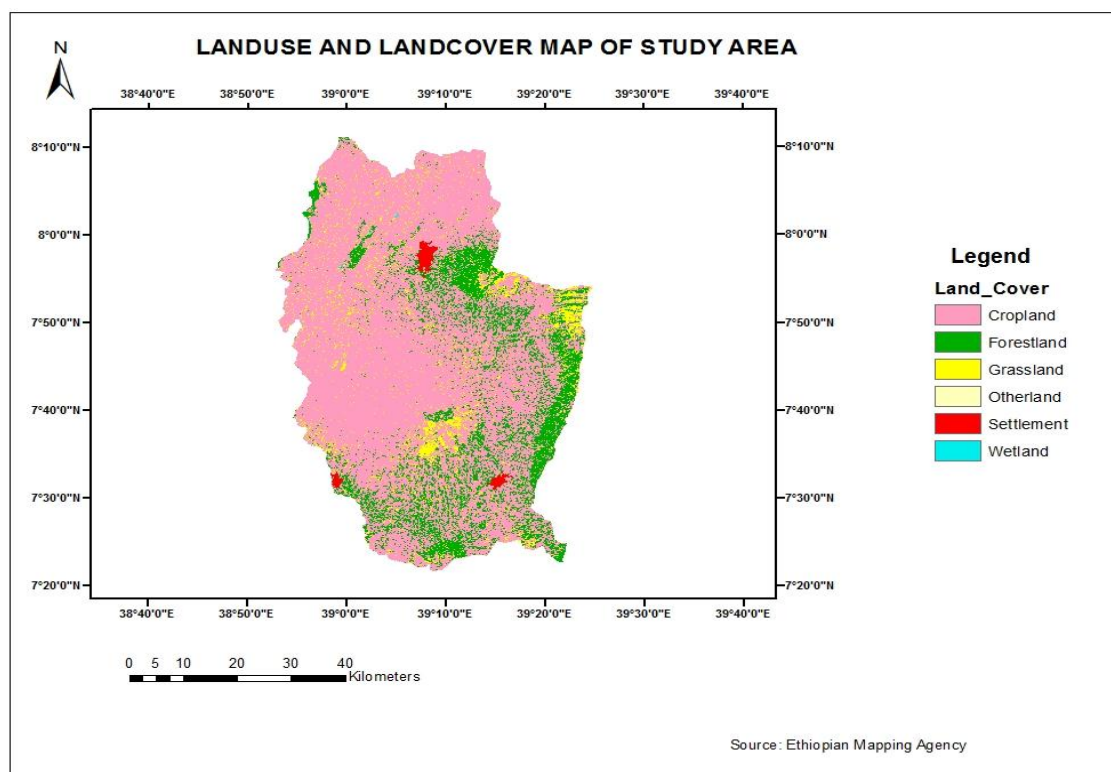 LANDUSE AND LANDCOVER MAP OF STUDY AREA
N
38°40'0"E 38°50'0"E 39°0'0"E 39°10'0"E 39°20'0"E 39°30'0"E 39°40'0"E
8°10'0"N 8°10'0"N
8°0'0"N 8°0'0"N
7°50'0"N 7°50'0"N
7°40'0"N 7°40'0"N
7°30'0"N 7°30'0"N
7°20'0"N 7°20'0"N
38°40'0"E 38°50'0"E 39°0'0"E 39°10'0"E 39°20'0"E 39°30'0"E 39°40'0"E
Legend
Land_Cover
Cropland
Forestland
Grassland
Otherland
Settlement
Wetland
0 5 10 20 30 40
Kilometers
Source: Ethiopian Mapping Agency